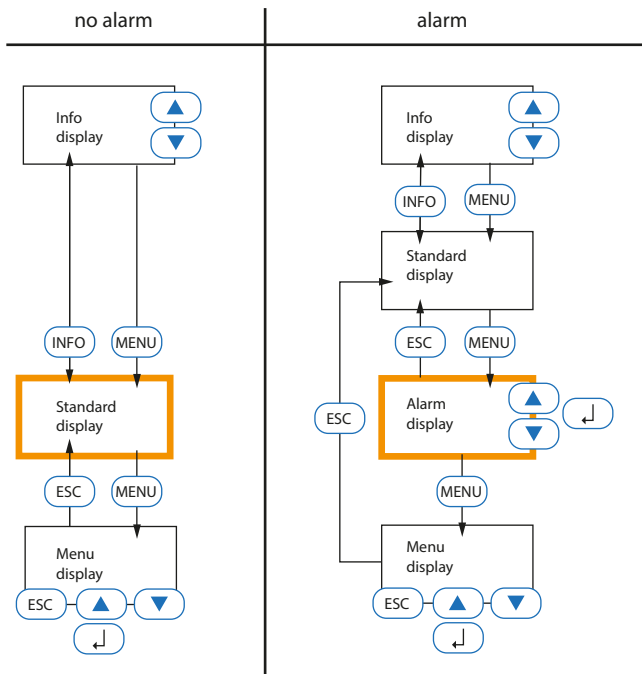 no alarm
alarm
Info
display
INFO
MENU
Standard
display
ESC
MENU
Menu
display
ESC
Info
display
INFO
MENU
Standard
display
ESC
MENU
ESC
Alarm
display
MENU
Menu
display
ESC